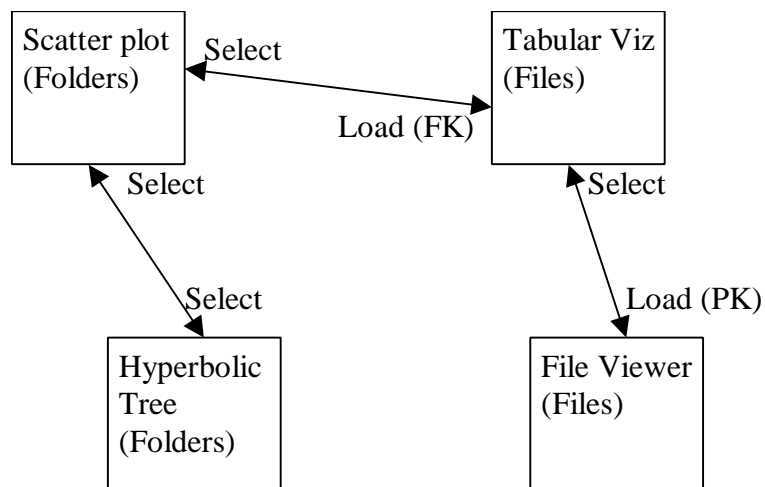 Scatter plot
(Folders)
Select
Tabular Viz
(Files)
Load (FK)
Select
Select
Select
Load (PK)
Hyperbolic
Tree
(Folders)
File Viewer
(Files)